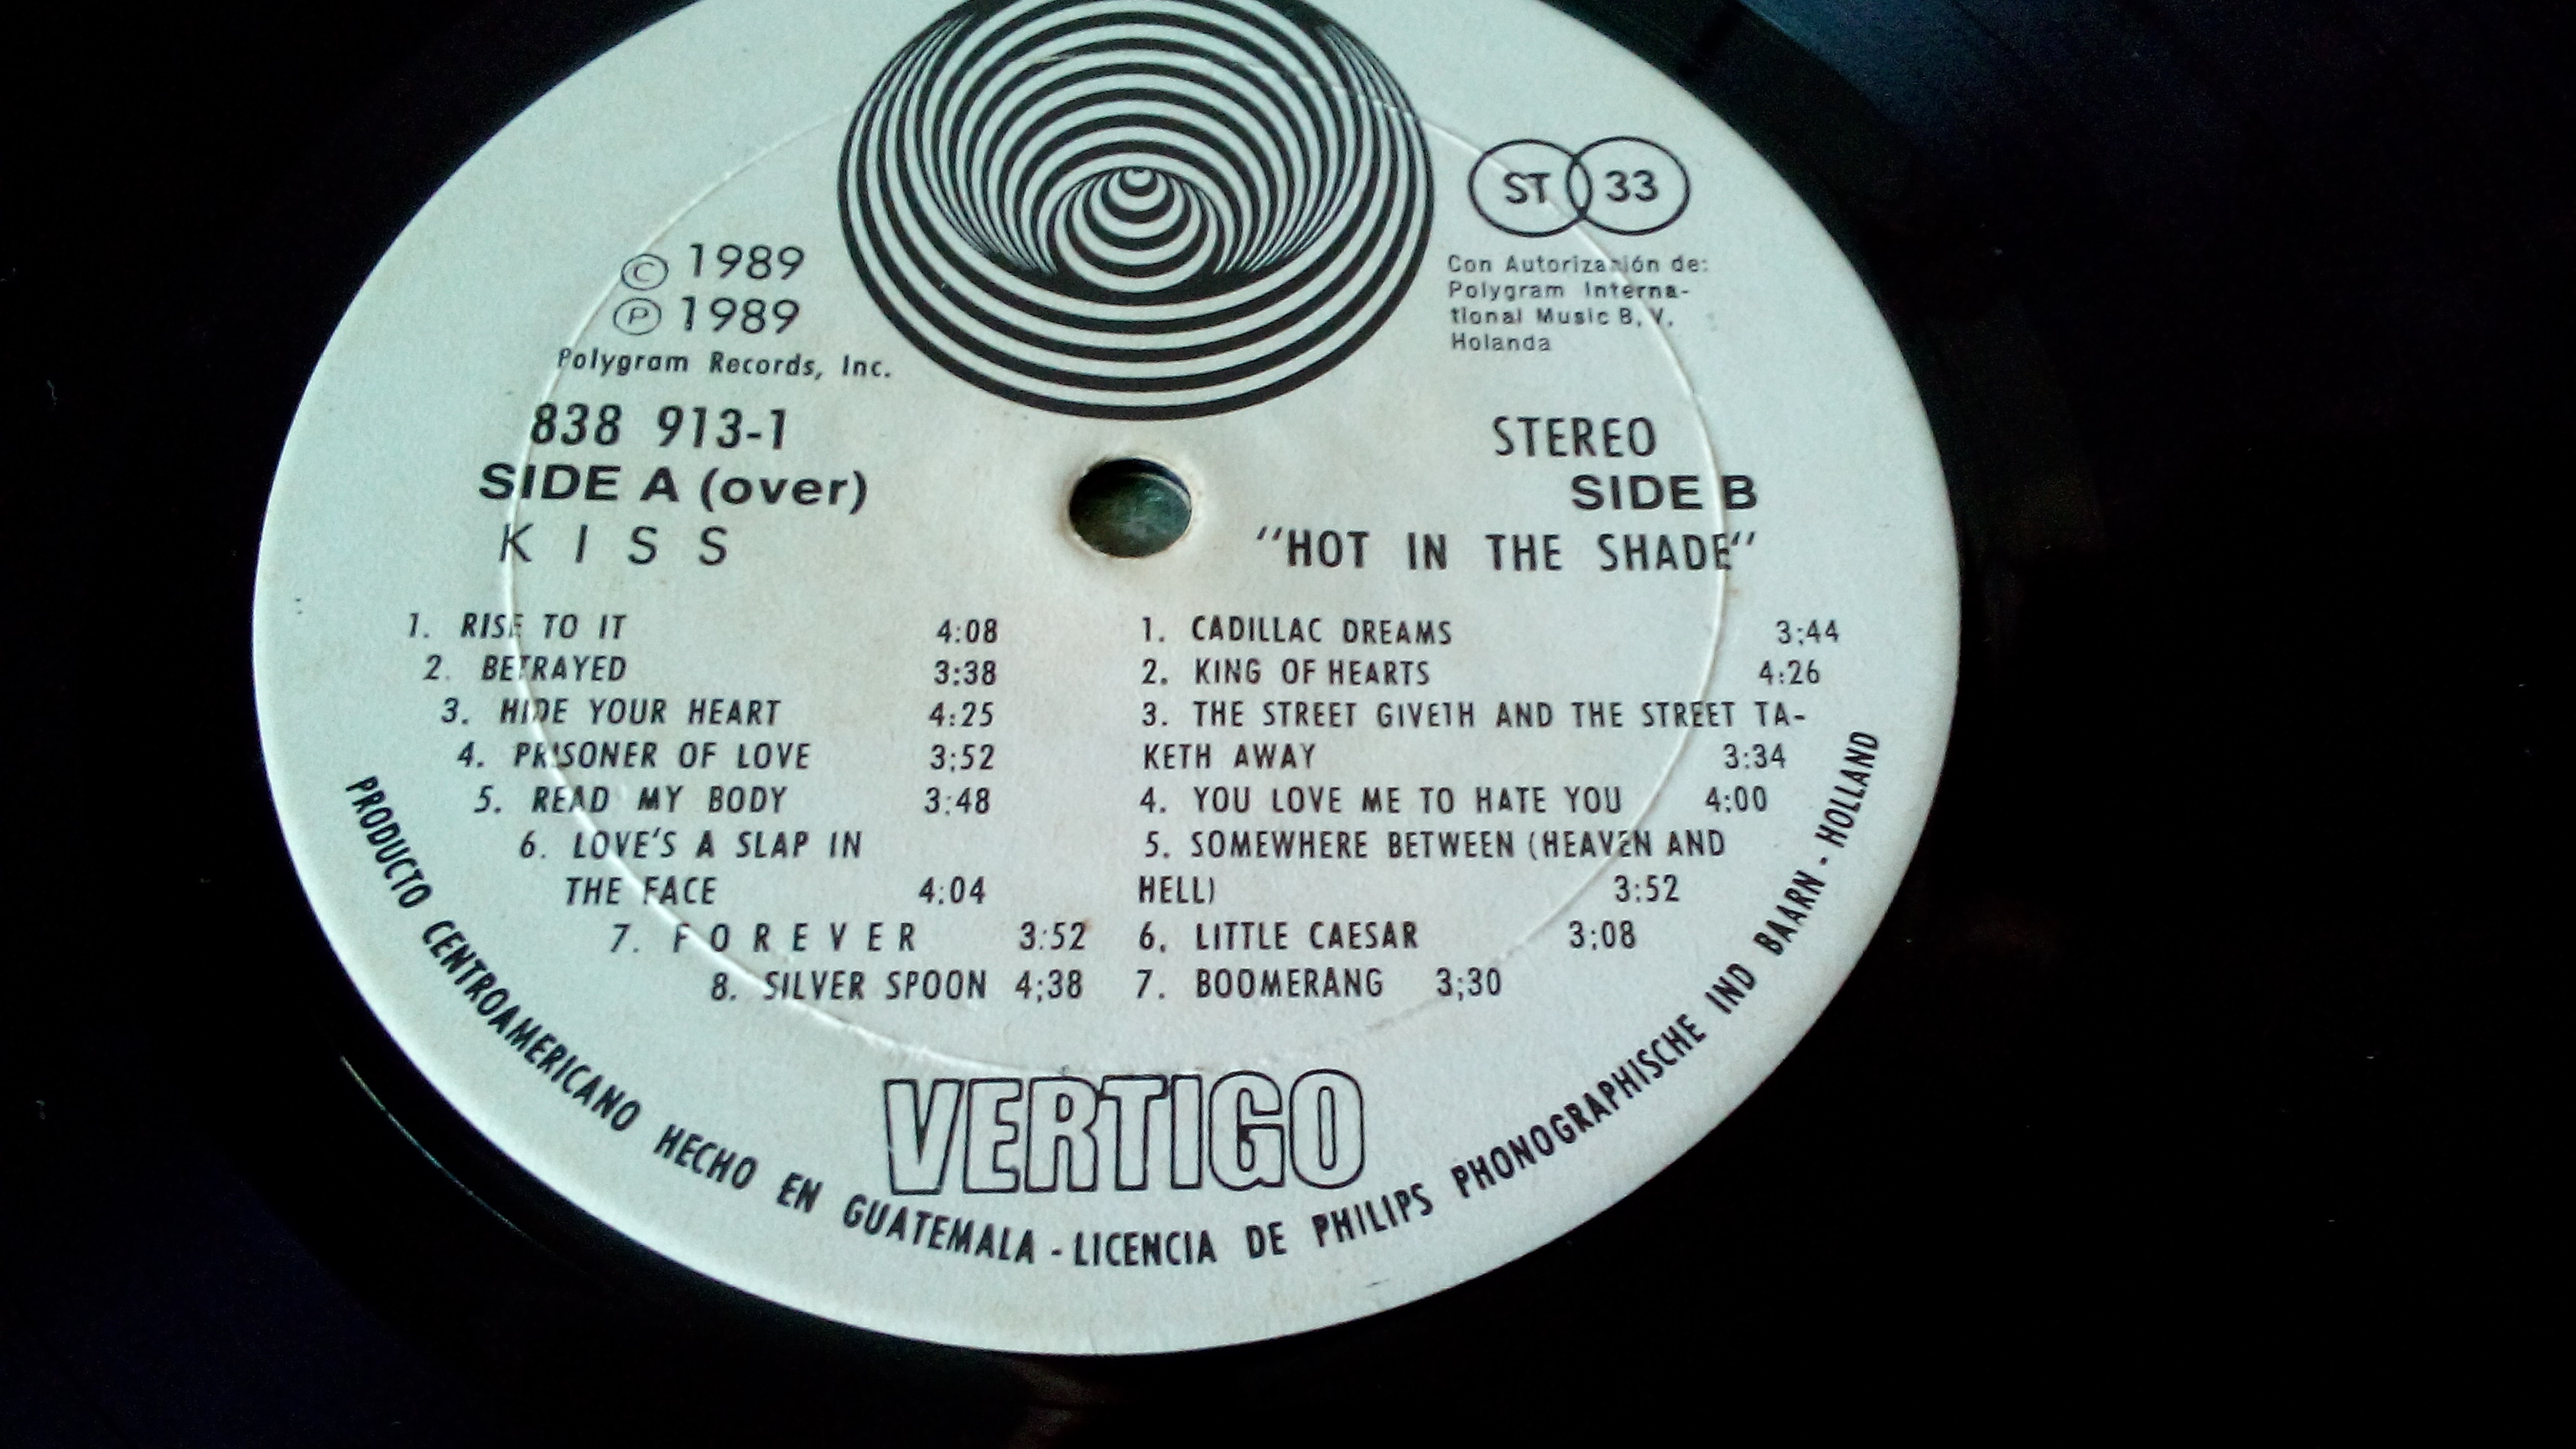 ST 33
© 1989
℗ 1989
Polygram Records, Inc.
Con Autorización de:
Polygram Interna-
tional Music B. V.
Holanda
838 913-1
SIDE A (over)
KISS
STEREO
SIDE B
"HOT IN THE SHADE"
1. RISE TO IT 4:08
2. BETRAYED 3:38
3. HIDE YOUR HEART 4:25
4. PRISONER OF LOVE 3:52
5. READ MY BODY 3:48
6. LOVE'S A SLAP IN
THE FACE 4:04
7. FOREVER 3:52
8. SILVER SPOON 4;38
1. CADILLAC DREAMS 3;44
2. KING OF HEARTS 4:26
3. THE STREET GIVETH AND THE STREET TA-
KETH AWAY 3:34
4. YOU LOVE ME TO HATE YOU 4:00
5. SOMEWHERE BETWEEN (HEAVEN AND
HELL) 3:52
6. LITTLE CAESAR 3;08
7. BOOMERANG 3;30
VERTIGO
PRODUCTO CENTROAMERICANO HECHO EN GUATEMALA - LICENCIA DE PHILIPS PHONOGRAPHISCHE IND BAARN - HOLLAND